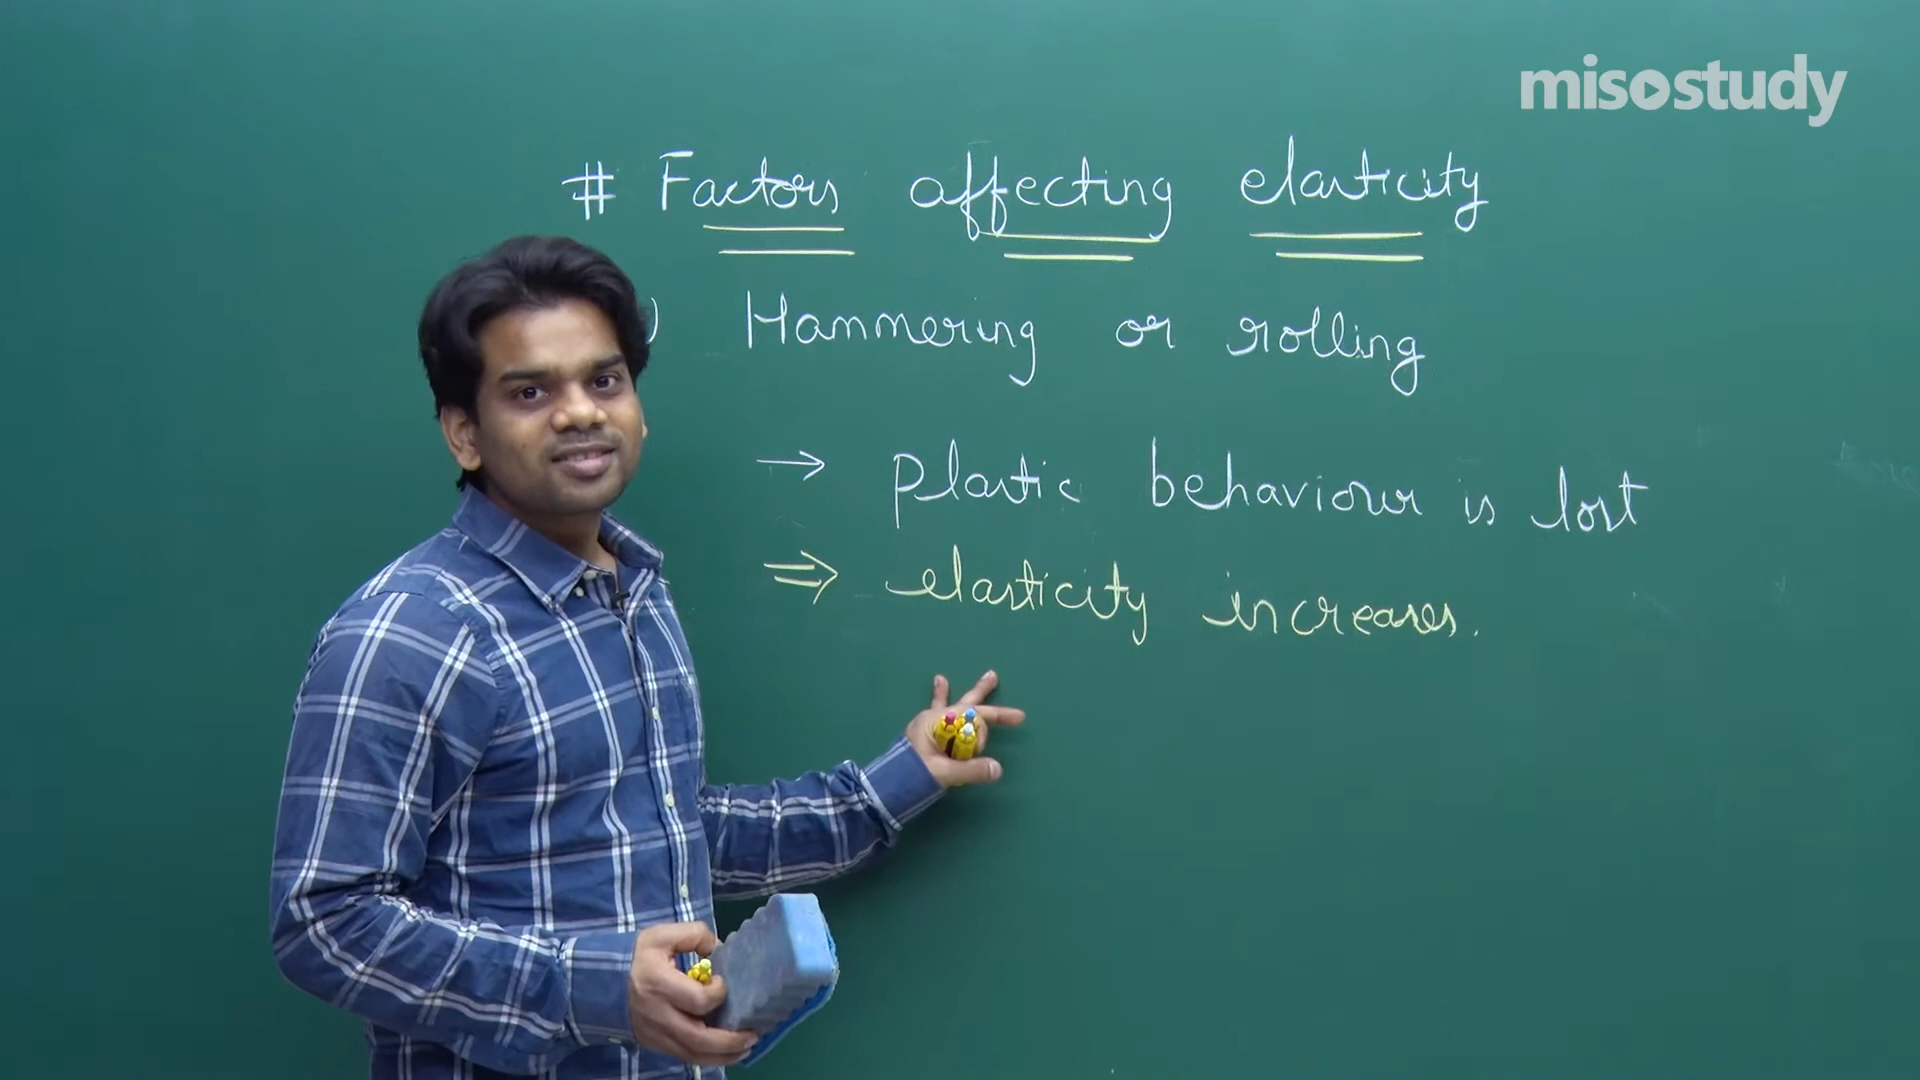 misostudy
# Factors affecting elasticity
) Hammering or rolling
→ plastic behaviour is lost
⇒ elasticity increases.